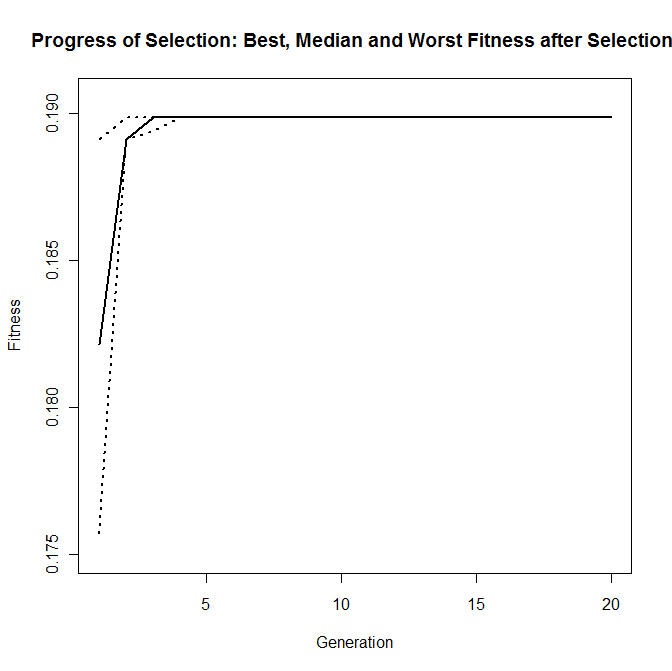 Progress of Selection: Best, Median and Worst Fitness after Selection
0.190
0.185
0.180
0.175
Fitness
5 10 15 20
Generation